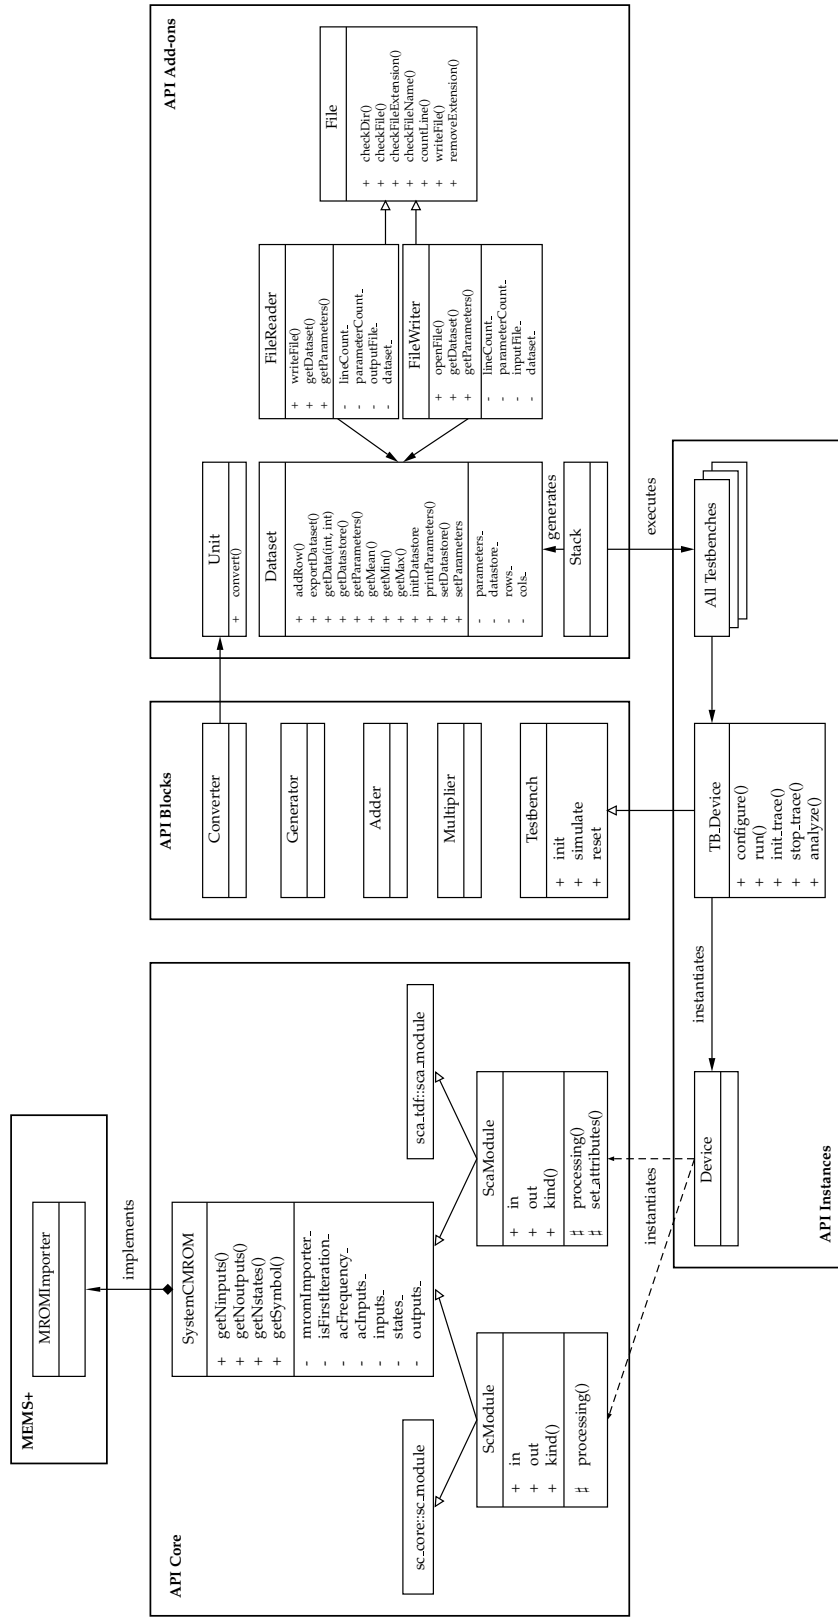 MEMS+
MROMImporter
implements
API Core
SystemCMROM
+ getNinputs()
+ getNoutputs()
+ getNstates()
+ getSymbol()
- mromImporter_
- isFirstIteration_
- acFrequency_
- acInputs_
- inputs_
- states_
- outputs_
sc_core::sc_module
sca_tdf::sca_module
ScModule
+ in
+ out
+ kind()
♯ processing()
ScaModule
+ in
+ out
+ kind()
♯ processing()
♯ set_attributes()
instantiates
API Blocks
Converter
Generator
Adder
Multiplier
Testbench
+ init
+ simulate
+ reset
API Add-ons
Unit
+ convert()
Dataset
+ addRow()
+ exportDataset()
+ getData(int, int)
+ getDatastore()
+ getParameters()
+ getMean()
+ getMin()
+ getMax()
+ initDatastore
+ printParameters()
+ setDatastore()
+ setParameters
- parameters_
- datastore_
- rows_
- cols_
generates
Stack
FileReader
+ writeFile()
+ getDataset()
+ getParameters()
- lineCount_
- parameterCount_
- outputFile_
- dataset_
FileWriter
+ openFile()
+ getDataset()
+ getParameters()
- lineCount_
- parameterCount_
- inputFile_
- dataset_
File
+ checkDir()
+ checkFile()
+ checkFileExtension()
+ checkFileName()
+ countLine()
+ writeFile()
+ removeExtension()
executes
API Instances
Device
instantiates
TB_Device
+ configure()
+ run()
+ init_trace()
+ stop_trace()
+ analyze()
All Testbenches